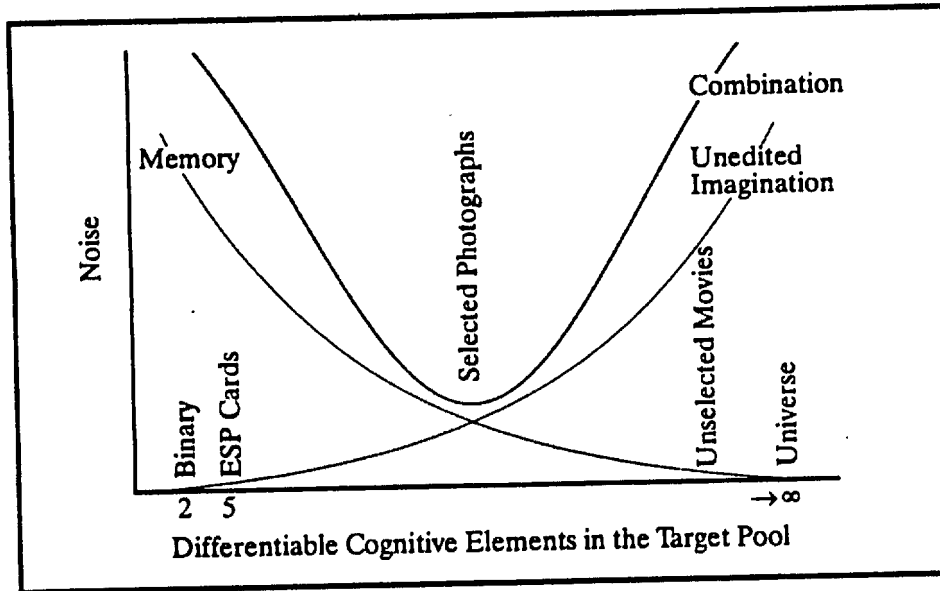 Combination
Memory
Unedited
Imagination
Noise
Selected Photographs
Binary
ESP Cards
Unselected Movies
Universe
2
5
→ ∞
Differentiable Cognitive Elements in the Target Pool